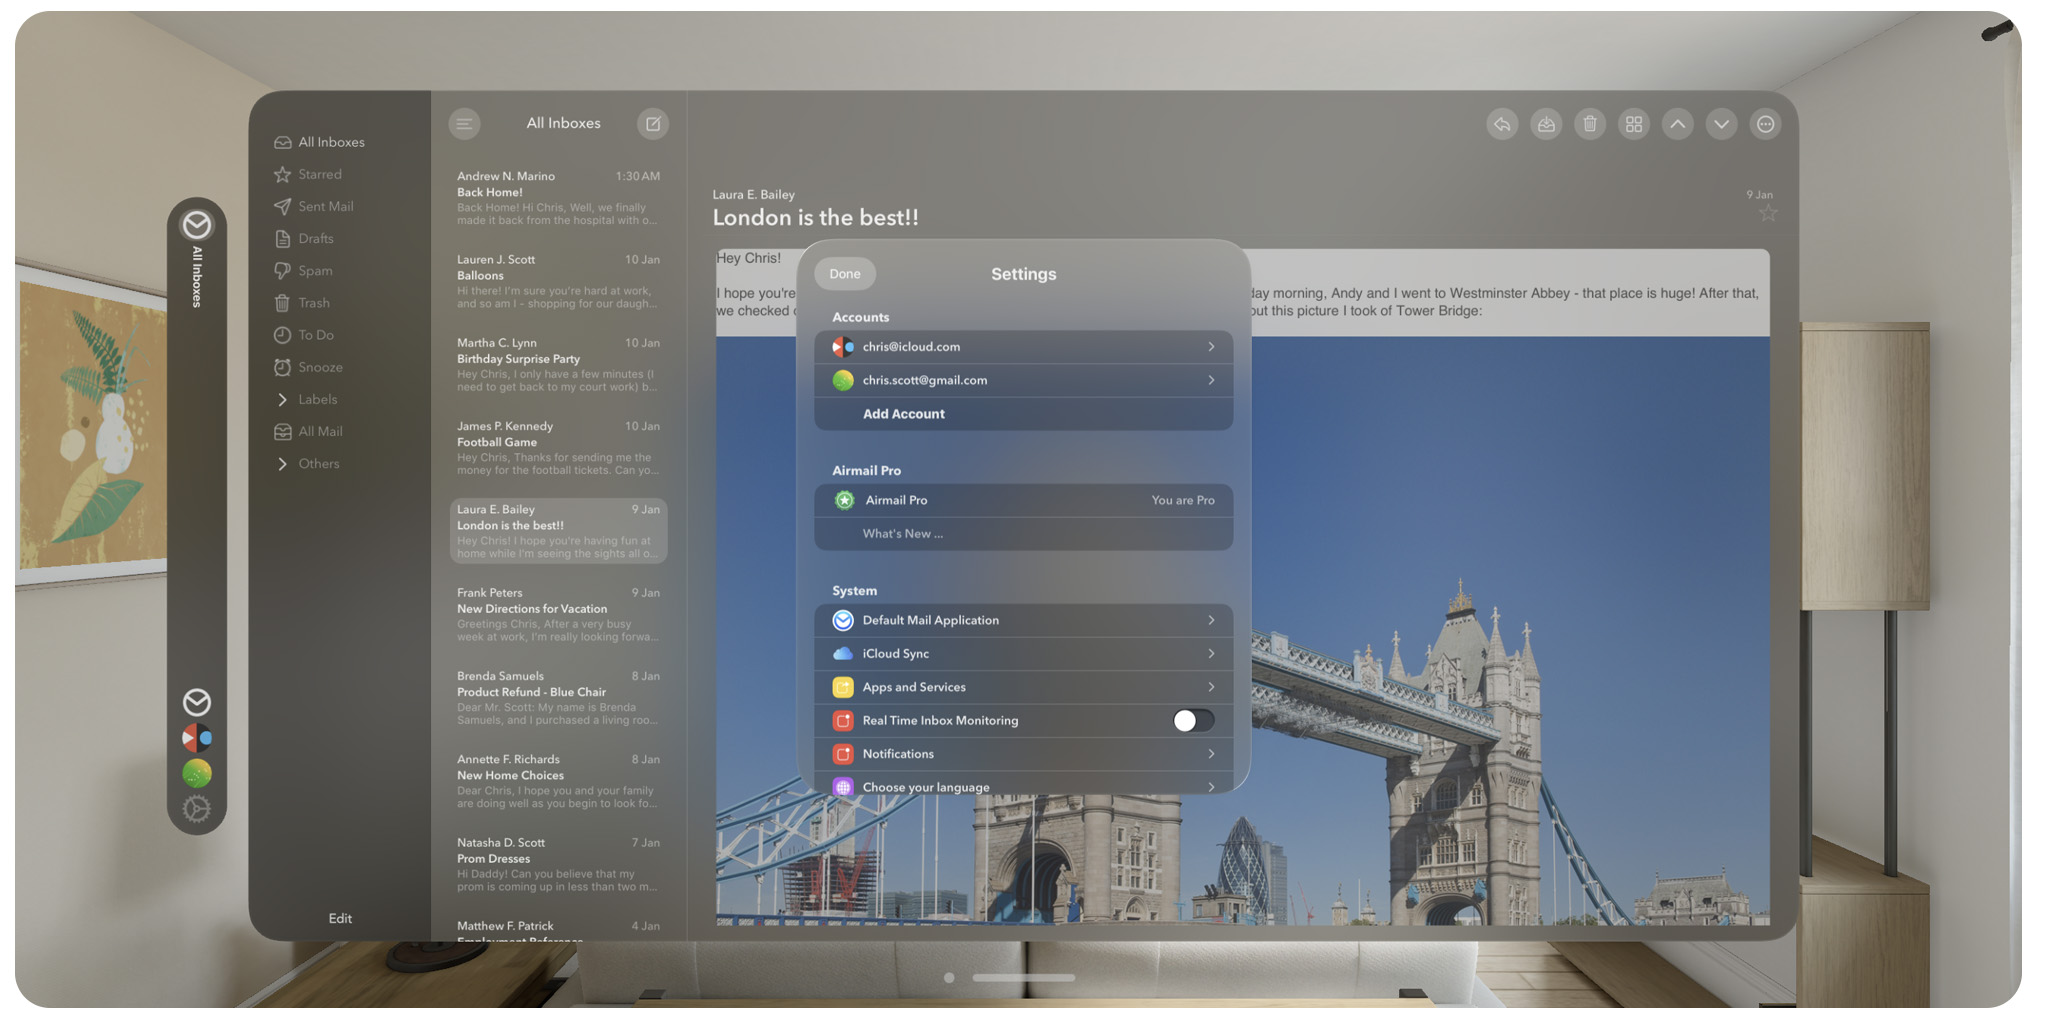 All Inboxes
All Inboxes
Starred
Sent Mail
Drafts
Spam
Trash
To Do
Snooze
Labels
All Mail
Others
Edit
All Inboxes
Andrew N. Marino 1:30 AM
Back Home!
Back Home! Hi Chris, Well, we finally
made it back from the hospital with o...
Lauren J. Scott 10 Jan
Balloons
Hi there! I'm sure you're hard at work,
and so am I - shopping for our daugh...
Martha C. Lynn 10 Jan
Birthday Surprise Party
Hey Chris, I only have a few minutes (I
need to get back to my court work) b...
James P. Kennedy 10 Jan
Football Game
Hey Chris, Thanks for sending me the
money for the football tickets. Can yo...
Laura E. Bailey 9 Jan
London is the best!!
Hey Chris! I hope you're having fun at
home while I'm seeing the sights all o...
Frank Peters 9 Jan
New Directions for Vacation
Greetings Chris, After a very busy
week at work, I'm really looking forwa...
Brenda Samuels 8 Jan
Product Refund - Blue Chair
Dear Mr. Scott: My name is Brenda
Samuels, and I purchased a living roo...
Annette F. Richards 8 Jan
New Home Choices
Dear Chris, I hope you and your family
are doing well as you begin to look fo...
Natasha D. Scott 7 Jan
Prom Dresses
Hi Daddy! Can you believe that my
prom is coming up in less than two m...
Matthew F. Patrick 4 Jan
Employment Reference
Laura E. Bailey 9 Jan
London is the best!!
Hey Chris!
I hope you're day morning, Andy and I went to Westminster Abbey - that place is huge! After that,
we checked out this picture I took of Tower Bridge:
Done Settings
Accounts
chris@icloud.com
chris.scott@gmail.com
Add Account
Airmail Pro
Airmail Pro You are Pro
What's New ...
System
Default Mail Application
iCloud Sync
Apps and Services
Real Time Inbox Monitoring
Notifications
Choose your language